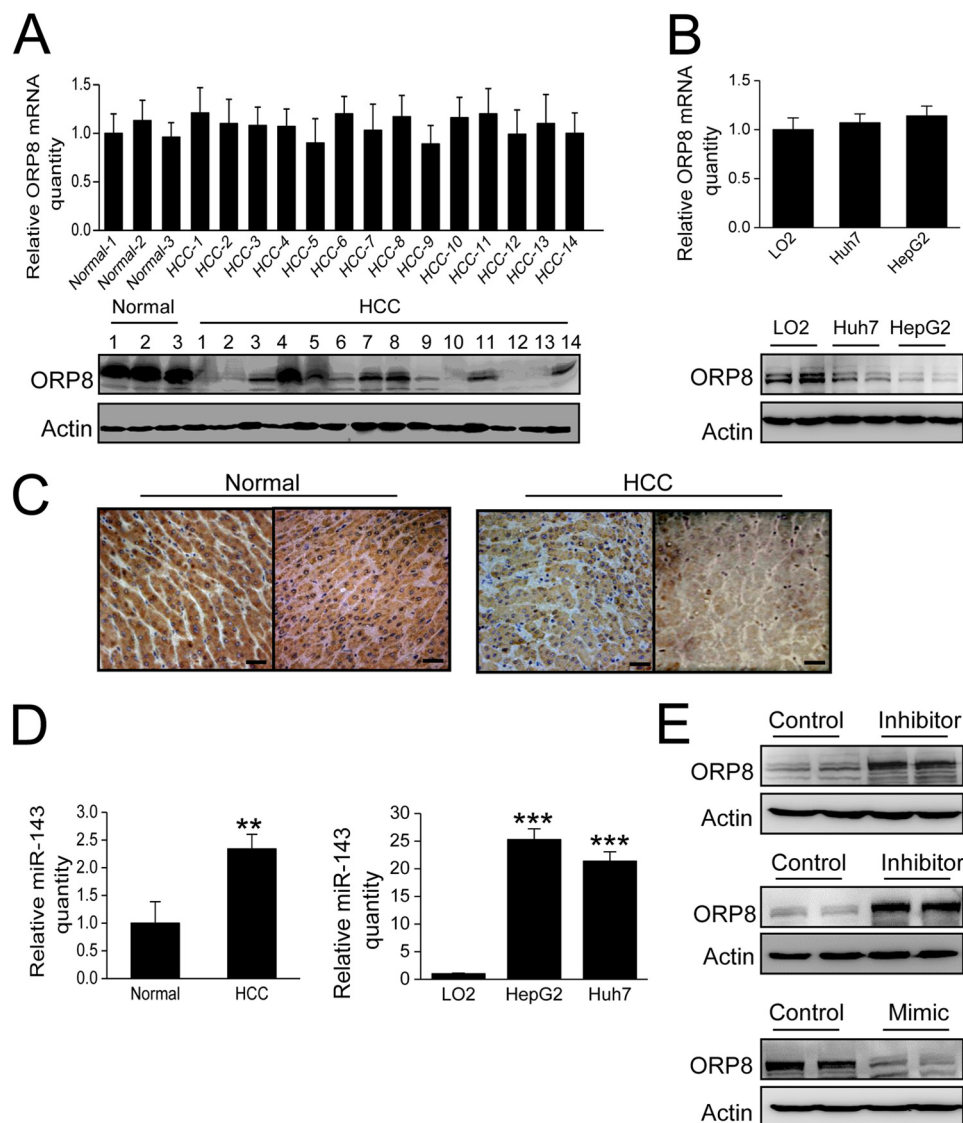 A
Relative ORP8 mRNA
quantity
1.5
1.0
0.5
0.0
Normal-1
Normal-2
Normal-3
HCC-1
HCC-2
HCC-3
HCC-4
HCC-5
HCC-6
HCC-7
HCC-8
HCC-9
HCC-10
HCC-11
HCC-12
HCC-13
HCC-14
Normal HCC
1 2 3 1 2 3 4 5 6 7 8 9 10 11 12 13 14
ORP8
Actin
B
Relative ORP8 mRNA
quantity
1.5
1.0
0.5
0.0
LO2
Huh7
HepG2
LO2 Huh7 HepG2
ORP8
Actin
C
Normal HCC
D
Relative miR-143
quantity
3.0
2.5
2.0
1.5
1.0
0.5
0.0
**
Normal HCC
Relative miR-143
quantity
30
25
20
15
10
5
0
***
***
LO2 HepG2 Huh7
E
Control Inhibitor
ORP8
Actin
Control Inhibitor
ORP8
Actin
Control Mimic
ORP8
Actin